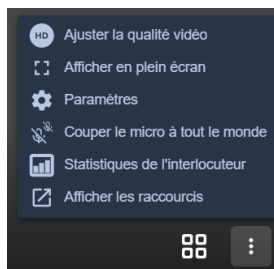 HD Ajuster la qualité vidéo
Afficher en plein écran
Paramètres
Couper le micro à tout le monde
Statistiques de l'interlocuteur
Afficher les raccourcis